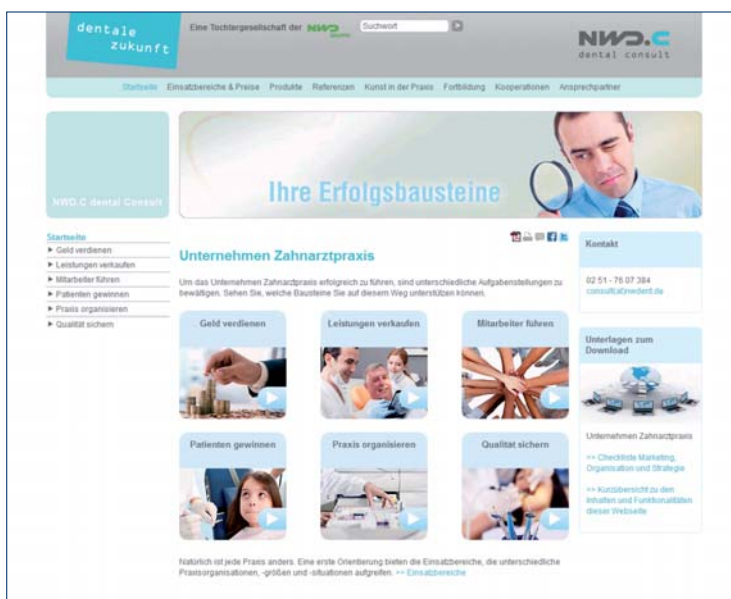 dentale
zukunft
Eine Tochtergesellschaft der NWD
Suchwort
NWD.C
dental consult
Startseite Einsatzbereiche & Preise Produkte Referenzen Kunst in der Praxis Fortbildung Kooperationen Ansprechpartner
NWD.C dental Consult
Ihre Erfolgsbausteine
Startseite
Geld verdienen
Leistungen verkaufen
Mitarbeiter führen
Patienten gewinnen
Praxis organisieren
Qualität sichern
Unternehmen Zahnarztpraxis
Um das Unternehmen Zahnarztpraxis erfolgreich zu führen, sind unterschiedliche Aufgabenstellungen zu
bewältigen. Sehen Sie, welche Bausteine Sie auf diesem Weg unterstützen können.
Geld verdienen
Leistungen verkaufen
Mitarbeiter führen
Patienten gewinnen
Praxis organisieren
Qualität sichern
Natürlich ist jede Praxis anders. Eine erste Orientierung bieten die Einsatzbereiche, die unterschiedliche
Praxisorganisationen, -größen und -situationen aufgreifen. >> Einsatzbereiche
Kontakt
02 51 - 76 07 384
Unterlagen zum
Download
Unternehmen Zahnarztpraxis
>> Checkliste Marketing,
Organisation und Strategie
>> Kurzübersicht zu den
Inhalten und Funktionalitäten
dieser Webseite